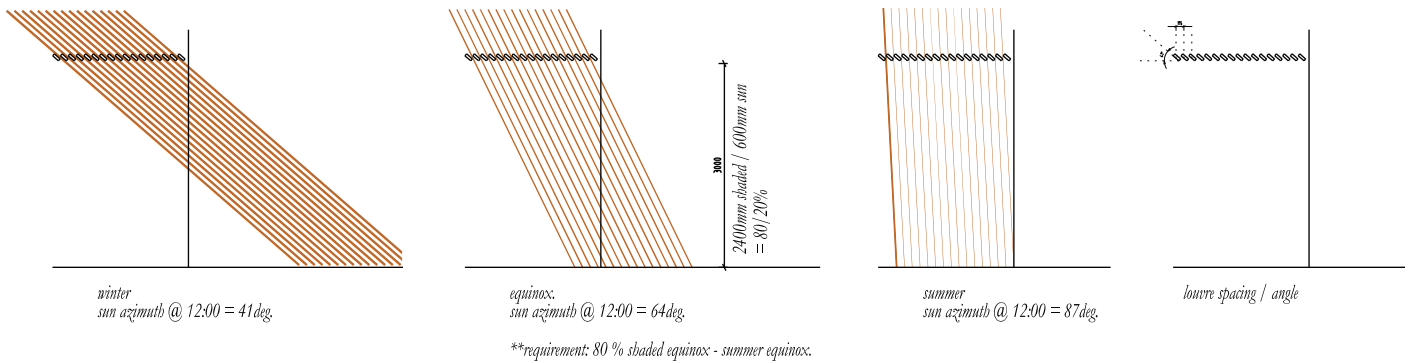 winter
sun azimuth @ 12:00 = 41deg.
3000
2400mm shaded / 600mm sun
= 80/20%
equinox.
sun azimuth @ 12:00 = 64deg.
**requirement: 80 % shaded equinox - summer equinox.
summer
sun azimuth @ 12:00 = 87deg.
louvre spacing / angle